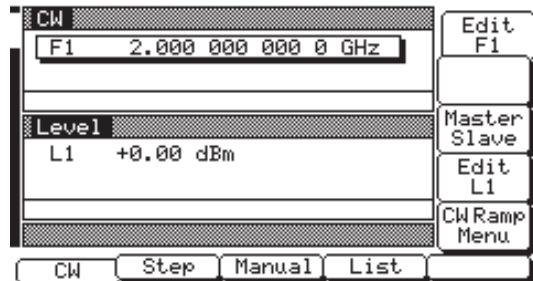 CW
F1 2.000 000 000 0 GHz
Level
L1 +0.00 dBm
Edit
F1
Master
Slave
Edit
L1
CW Ramp
Menu
CW Step Manual List